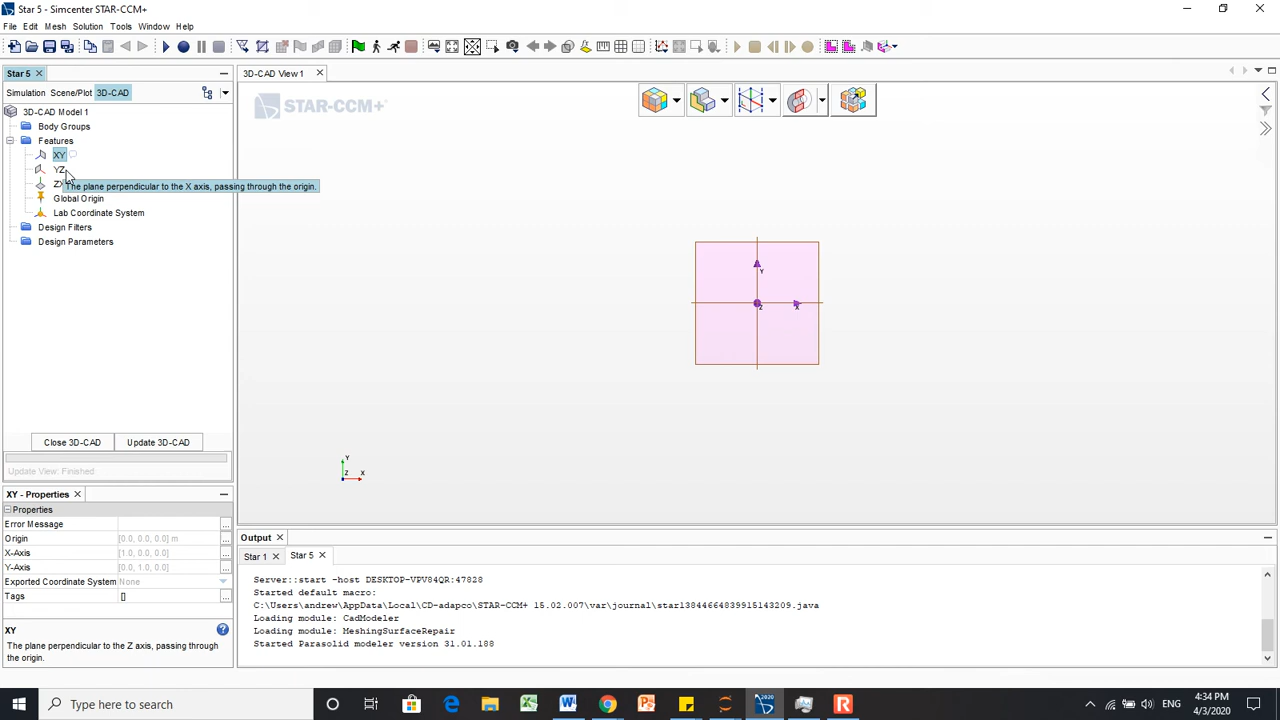 Star 5 - Simcenter STAR-CCM+
File Edit Mesh Solution Tools Window Help
Star 5
Simulation Scene/Plot 3D-CAD
3D-CAD Model 1
Body Groups
Features
XY
YZ
The plane perpendicular to the X axis, passing through the origin.
Global Origin
Lab Coordinate System
Design Filters
Design Parameters
Close 3D-CAD Update 3D-CAD
Update View: Finished
XY - Properties
Properties
Error Message
Origin [0.0, 0.0, 0.0] m
X-Axis [1.0, 0.0, 0.0]
Y-Axis [0.0, 1.0, 0.0]
Exported Coordinate System None
Tags []
XY
The plane perpendicular to the Z axis, passing through
the origin.
3D-CAD View 1
STAR-CCM+
Y
Z X
Y
Z X
Output
Star 1 Star 5
Server::start -host DESKTOP-VPV84QR:47828
Started default macro:
C:\Users\andrew\AppData\Local\CD-adapco\STAR-CCM+ 15.02.007\var\journal\star13844664839915143209.java
Loading module: CadModeler
Loading module: MeshingSurfaceRepair
Started Parasolid modeler version 31.01.188
Type here to search
ENG
4:34 PM
4/3/2020